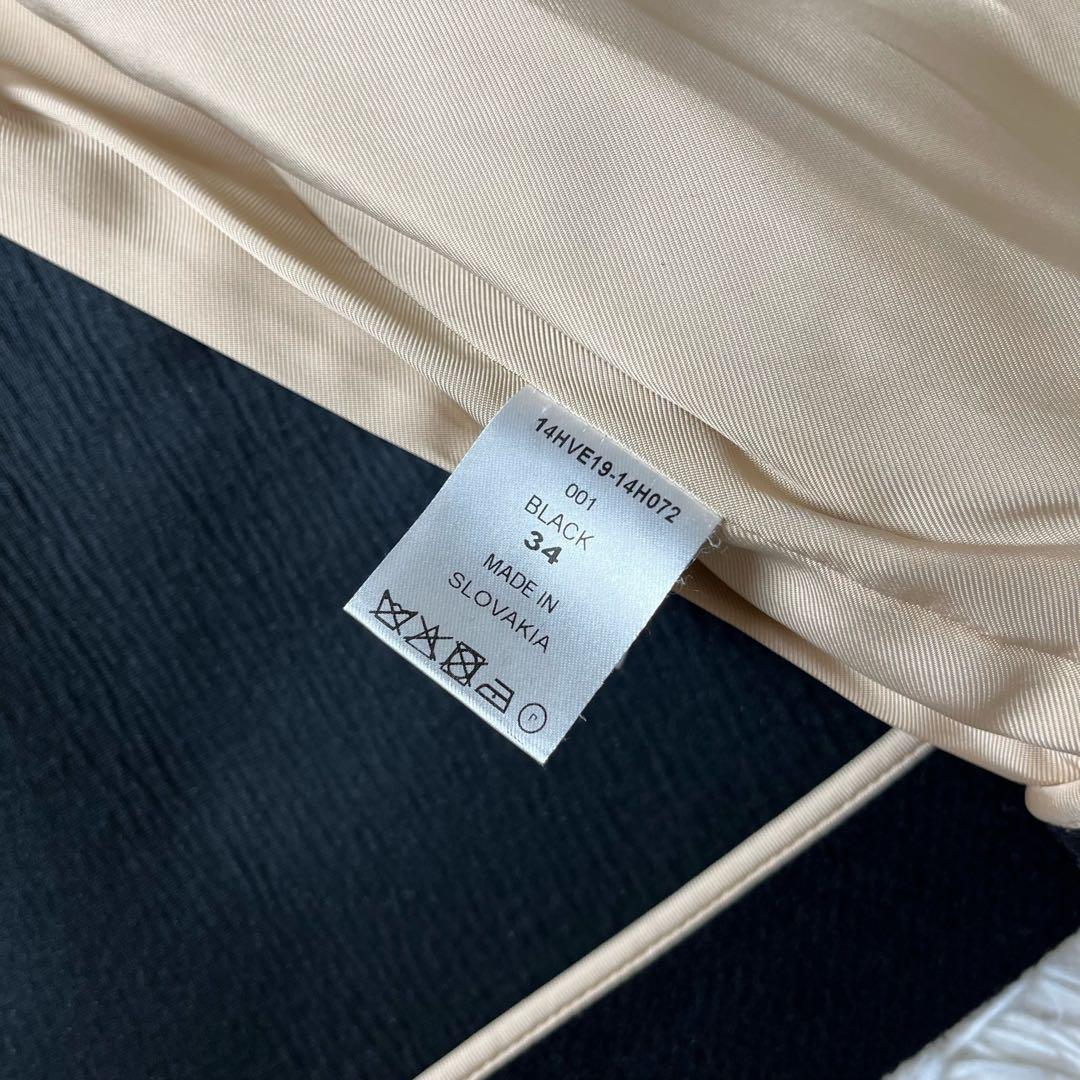 14HVE19-14H072
001
BLACK
34
MADE IN
SLOVAKIA
P